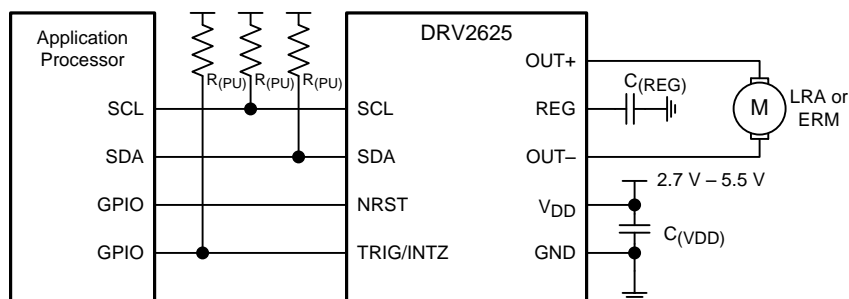 Application
Processor
SCL
SDA
GPIO
GPIO
R(PU)
R(PU)
R(PU)
DRV2625
SCL
SDA
NRST
TRIG/INTZ
OUT+
REG
OUT–
VDD
GND
C(REG)
M
LRA or
ERM
2.7 V – 5.5 V
C(VDD)